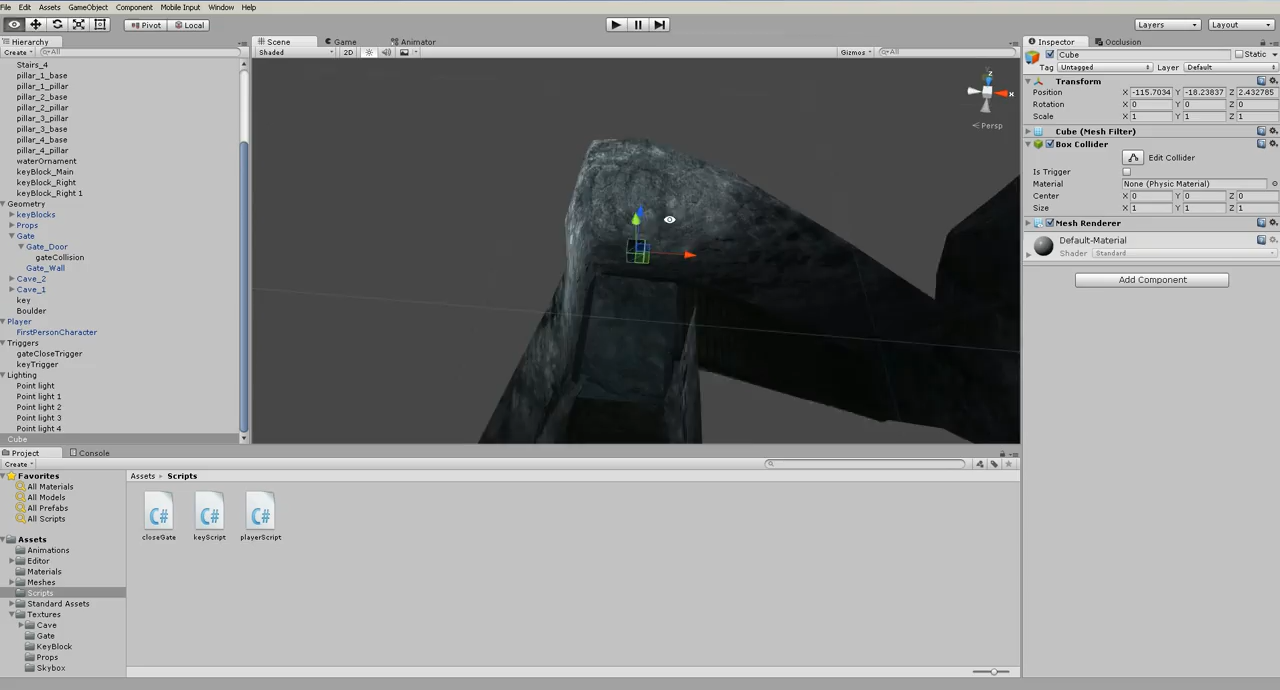 File Edit Assets GameObject Component Mobile Input Window Help
Pivot Local Layers Layout
Hierarchy
Create All
Stairs_4
pillar_1_base
pillar_1_pillar
pillar_2_base
pillar_2_pillar
pillar_3_pillar
pillar_3_base
pillar_4_base
pillar_4_pillar
waterOrnament
keyBlock_Main
keyBlock_Right
keyBlock_Right 1
Geometry
keyBlocks
Props
Gate
Gate_Door
gateCollision
Gate_Wall
Cave_2
Cave_1
key
Boulder
Player
FirstPersonCharacter
Triggers
gateCloseTrigger
keyTrigger
Lighting
Point light
Point light 1
Point light 2
Point light 3
Point light 4
Cube
Scene Game Animator
Shaded 2D Gizmos All
z
x
Persp
Inspector Occlusion
Cube Static
Tag Untagged Layer Default
Transform
Position X -115.7034 Y -18.23837 Z 2.432785
Rotation X 0 Y 0 Z 0
Scale X 1 Y 1 Z 1
Cube (Mesh Filter)
Box Collider
Edit Collider
Is Trigger
Material None (Physic Material)
Center X 0 Y 0 Z 0
Size X 1 Y 1 Z 1
Mesh Renderer
Default-Material
Shader Standard
Add Component
Project Console
Create
Favorites
All Materials
All Models
All Prefabs
All Scripts
Assets
Animations
Editor
Materials
Meshes
Scripts
Standard Assets
Textures
Cave
Gate
KeyBlock
Props
Skybox
Assets Scripts
C# C# C#
closeGate keyScript playerScript